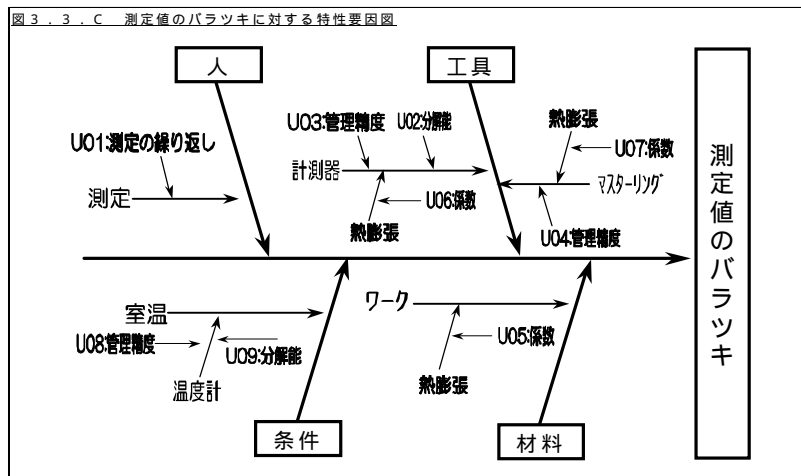 図３．３．Ｃ　測定値のバラツキに対する特性要因図
人
工具
U01:測定の繰り返し
測定
U03:管理精度
U02:分解能
計測器
U06:係数
熱膨張
熱膨張
U07:係数
マスターリング
U04:管理精度
測定値のバラツキ
室温
U08:管理精度
U09:分解能
温度計
ワーク
U05:係数
熱膨張
条件
材料